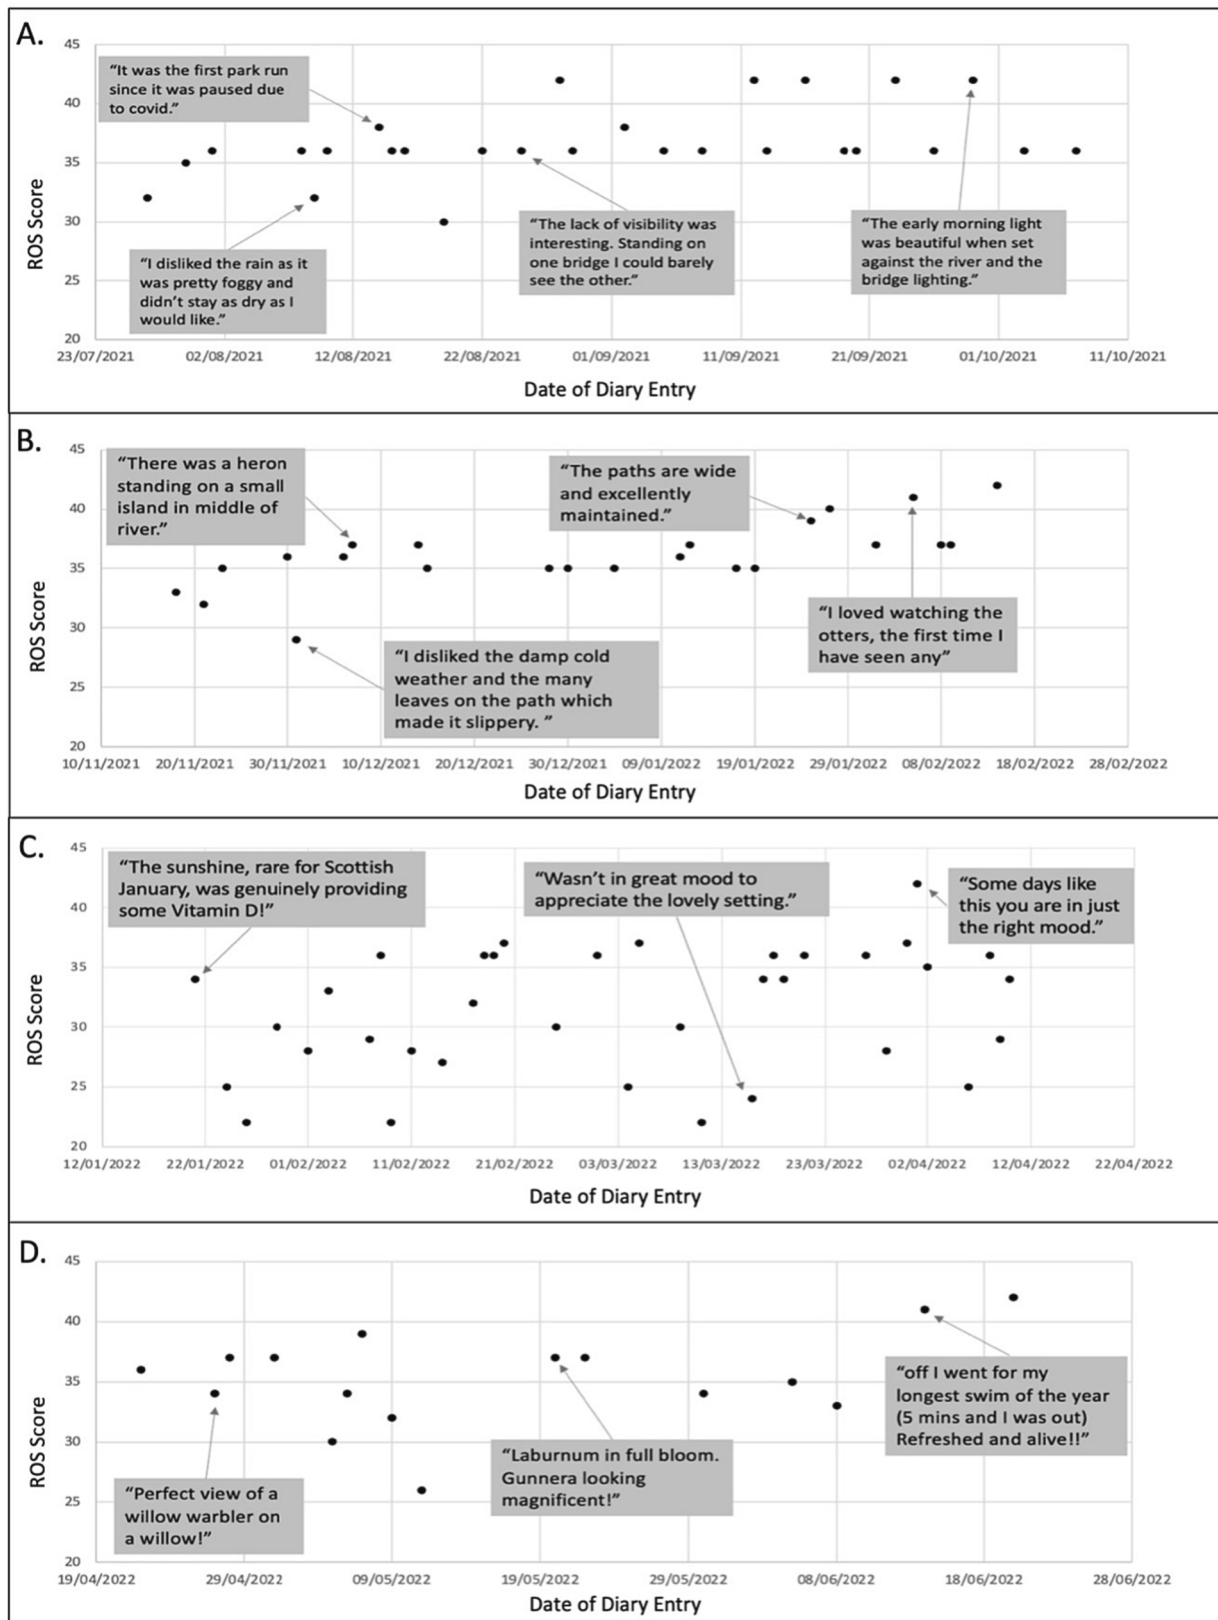 A.
45
40
35
30
25
20
ROS Score
“It was the first park run
since it was paused due
to covid.”
“I disliked the rain as it
was pretty foggy and
didn’t stay as dry as I
would like.”
“The lack of visibility was
interesting. Standing on
one bridge I could barely
see the other.”
“The early morning light
was beautiful when set
against the river and the
bridge lighting.”
23/07/2021 02/08/2021 12/08/2021 22/08/2021 01/09/2021 11/09/2021 21/09/2021 01/10/2021 11/10/2021
Date of Diary Entry
B.
45
40
35
30
25
20
ROS Score
“There was a heron
standing on a small
island in middle of
river.”
“I disliked the damp cold
weather and the many
leaves on the path which
made it slippery. ”
“The paths are wide
and excellently
maintained.”
“I loved watching the
otters, the first time I
have seen any”
10/11/2021 20/11/2021 30/11/2021 10/12/2021 20/12/2021 30/12/2021 09/01/2022 19/01/2022 29/01/2022 08/02/2022 18/02/2022 28/02/2022
Date of Diary Entry
C.
45
40
35
30
25
20
ROS Score
“The sunshine, rare for Scottish
January, was genuinely providing
some Vitamin D!”
“Wasn’t in great mood to
appreciate the lovely setting.”
“Some days like
this you are in just
the right mood.”
12/01/2022 22/01/2022 01/02/2022 11/02/2022 21/02/2022 03/03/2022 13/03/2022 23/03/2022 02/04/2022 12/04/2022 22/04/2022
Date of Diary Entry
D.
45
40
35
30
25
20
ROS Score
“Perfect view of a
willow warbler on
a willow!”
“Laburnum in full bloom.
Gunnera looking
magnificent!”
“off I went for my
longest swim of the year
(5 mins and I was out)
Refreshed and alive!!”
19/04/2022 29/04/2022 09/05/2022 19/05/2022 29/05/2022 08/06/2022 18/06/2022 28/06/2022
Date of Diary Entry